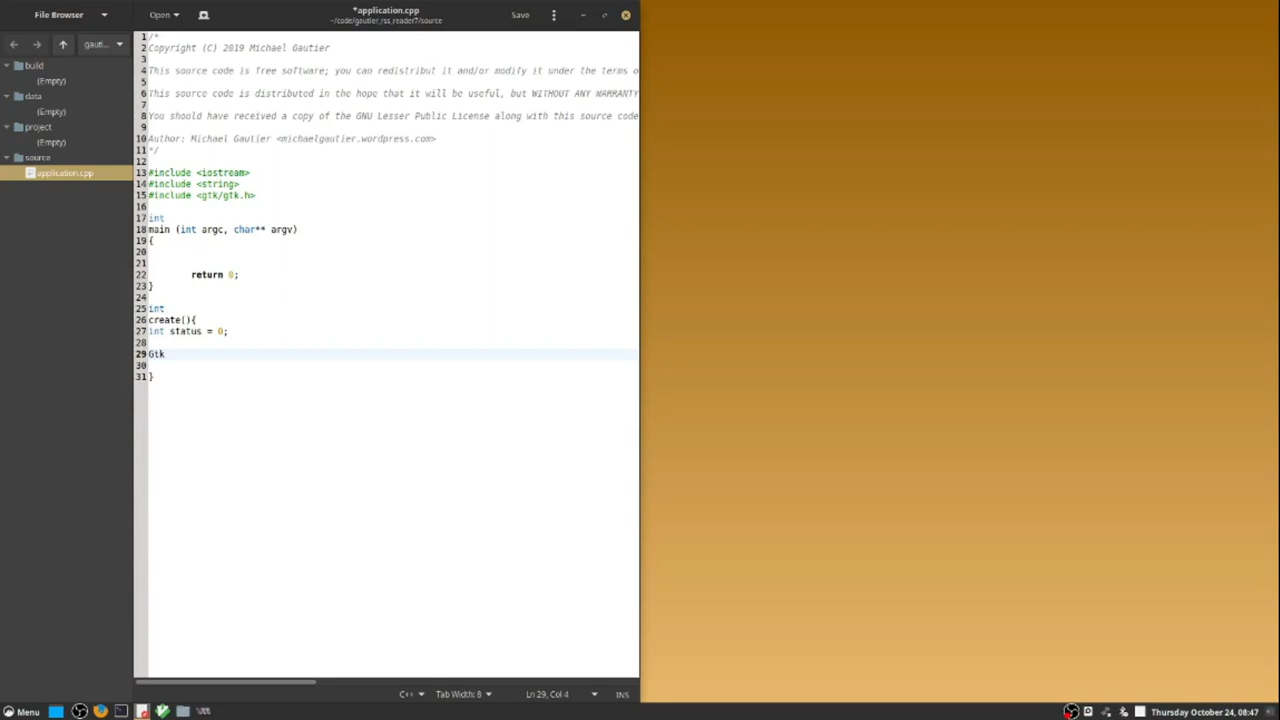 File Browser
Open
*application.cpp
~/code/gautier_rss_reader7/source
Save
gauti...
build
(Empty)
data
(Empty)
project
(Empty)
source
application.cpp
1 /*
2 Copyright (C) 2019 Michael Gautier
3
4 This source code is free software; you can redistribut it and/or modify it under the terms o
5
6 This source code is distributed in the hope that it will be useful, but WITHOUT ANY WARRANTY
7
8 You should have received a copy of the GNU Lesser Public License along with this source code
9
10 Author: Michael Gautier <michaelgautier.wordpress.com>
11 */
12
13 #include <iostream>
14 #include <string>
15 #include <gtk/gtk.h>
16
17 int
18 main (int argc, char** argv)
19 {
20
21
22 return 0;
23 }
24
25 int
26 create(){
27 int status = 0;
28
29 Gtk
30
31 }
C++
Tab Width: 8
Ln 29, Col 4
INS
Menu
Thursday October 24, 08:47